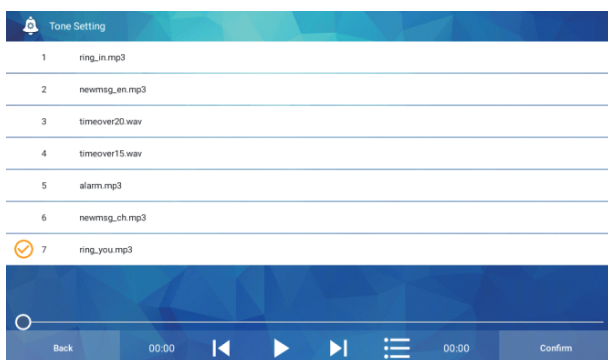 Tone Setting
1 ring_in.mp3
2 newmsg_en.mp3
3 timeover20.wav
4 timeover15.wav
5 alarm.mp3
6 newmsg_ch.mp3
7 ring_you.mp3
Back 00:00 00:00 Confirm